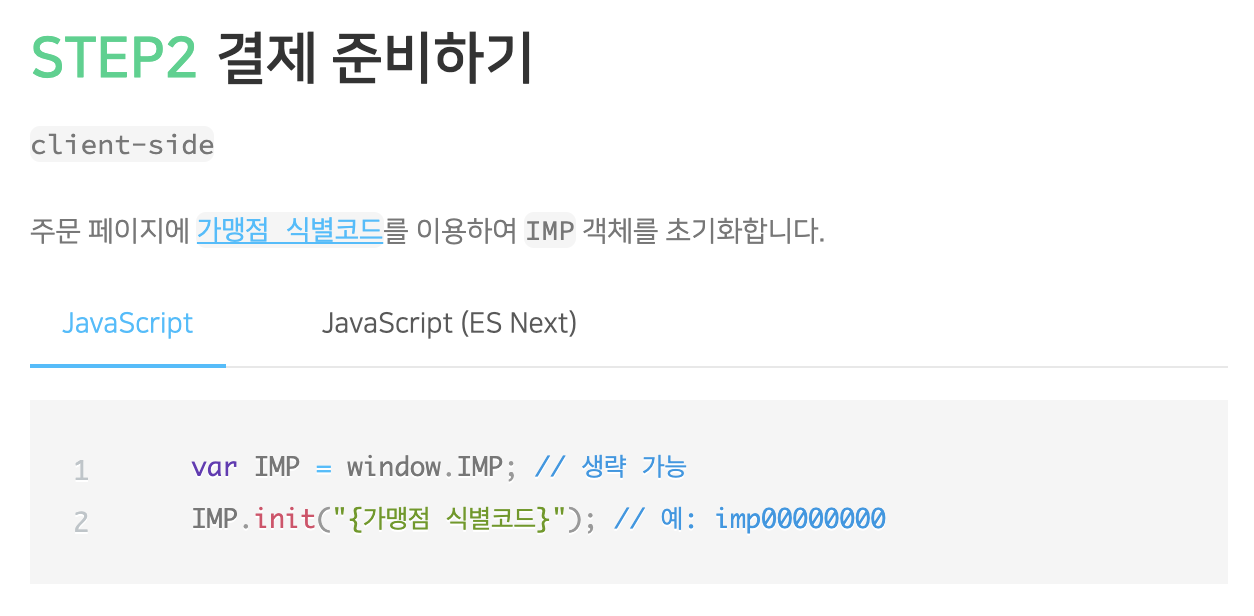 STEP2 결제 준비하기
client-side
주문 페이지에 가맹점 식별코드를 이용하여 IMP 객체를 초기화합니다.
JavaScript JavaScript (ES Next)
1 var IMP = window.IMP; // 생략 가능
2 IMP.init("{가맹점 식별코드}"); // 예: imp00000000